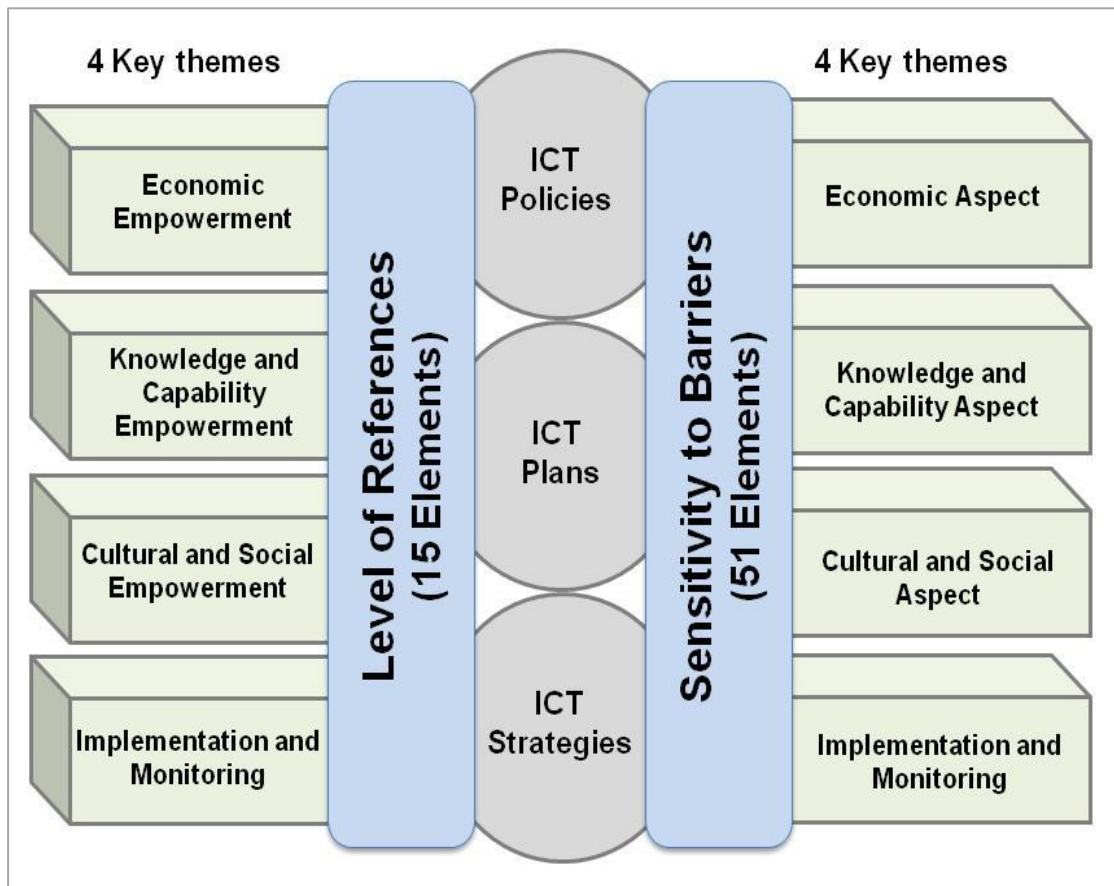 4 Key themes
Economic
Empowerment
Knowledge and
Capability
Empowerment
Cultural and Social
Empowerment
Implementation and
Monitoring
Level of References
(15 Elements)
ICT
Policies
ICT
Plans
ICT
Strategies
Sensitivity to Barriers
(51 Elements)
4 Key themes
Economic Aspect
Knowledge and
Capability Aspect
Cultural and Social
Aspect
Implementation and
Monitoring